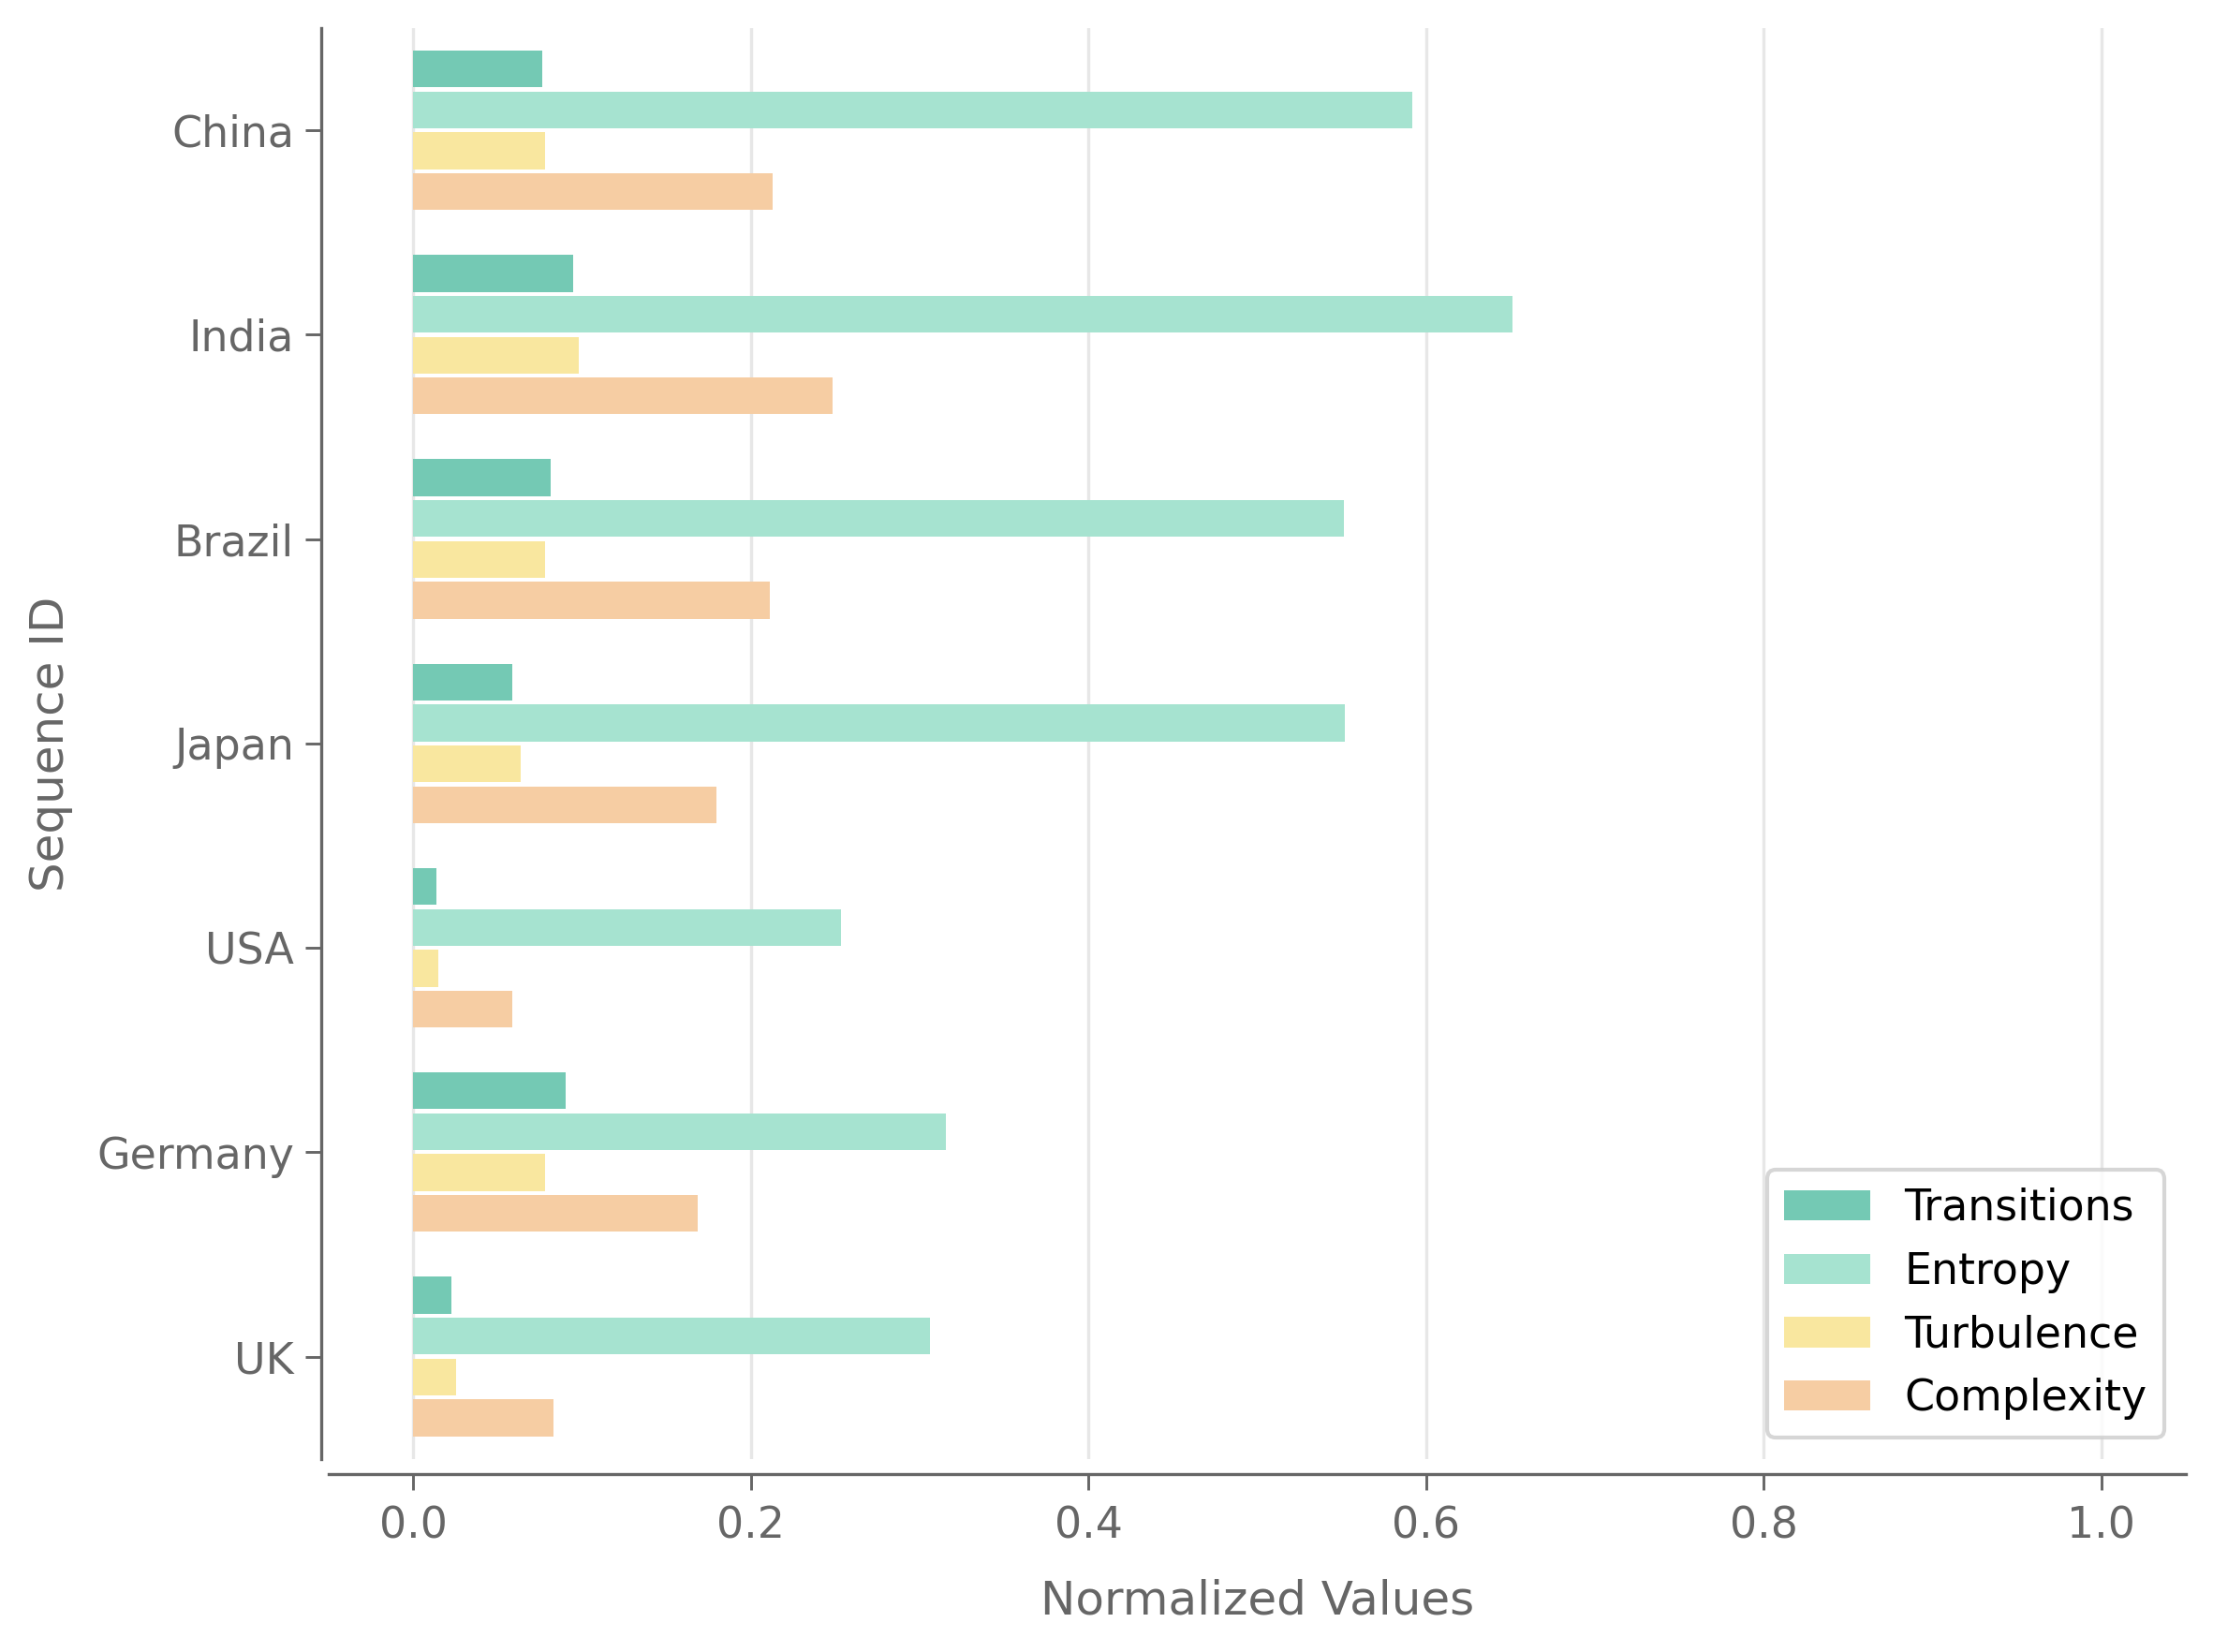 China
India
Brazil
Japan
USA
Germany
UK
Sequence ID
Transitions
Entropy
Turbulence
Complexity
0.0 0.2 0.4 0.6 0.8 1.0
Normalized Values